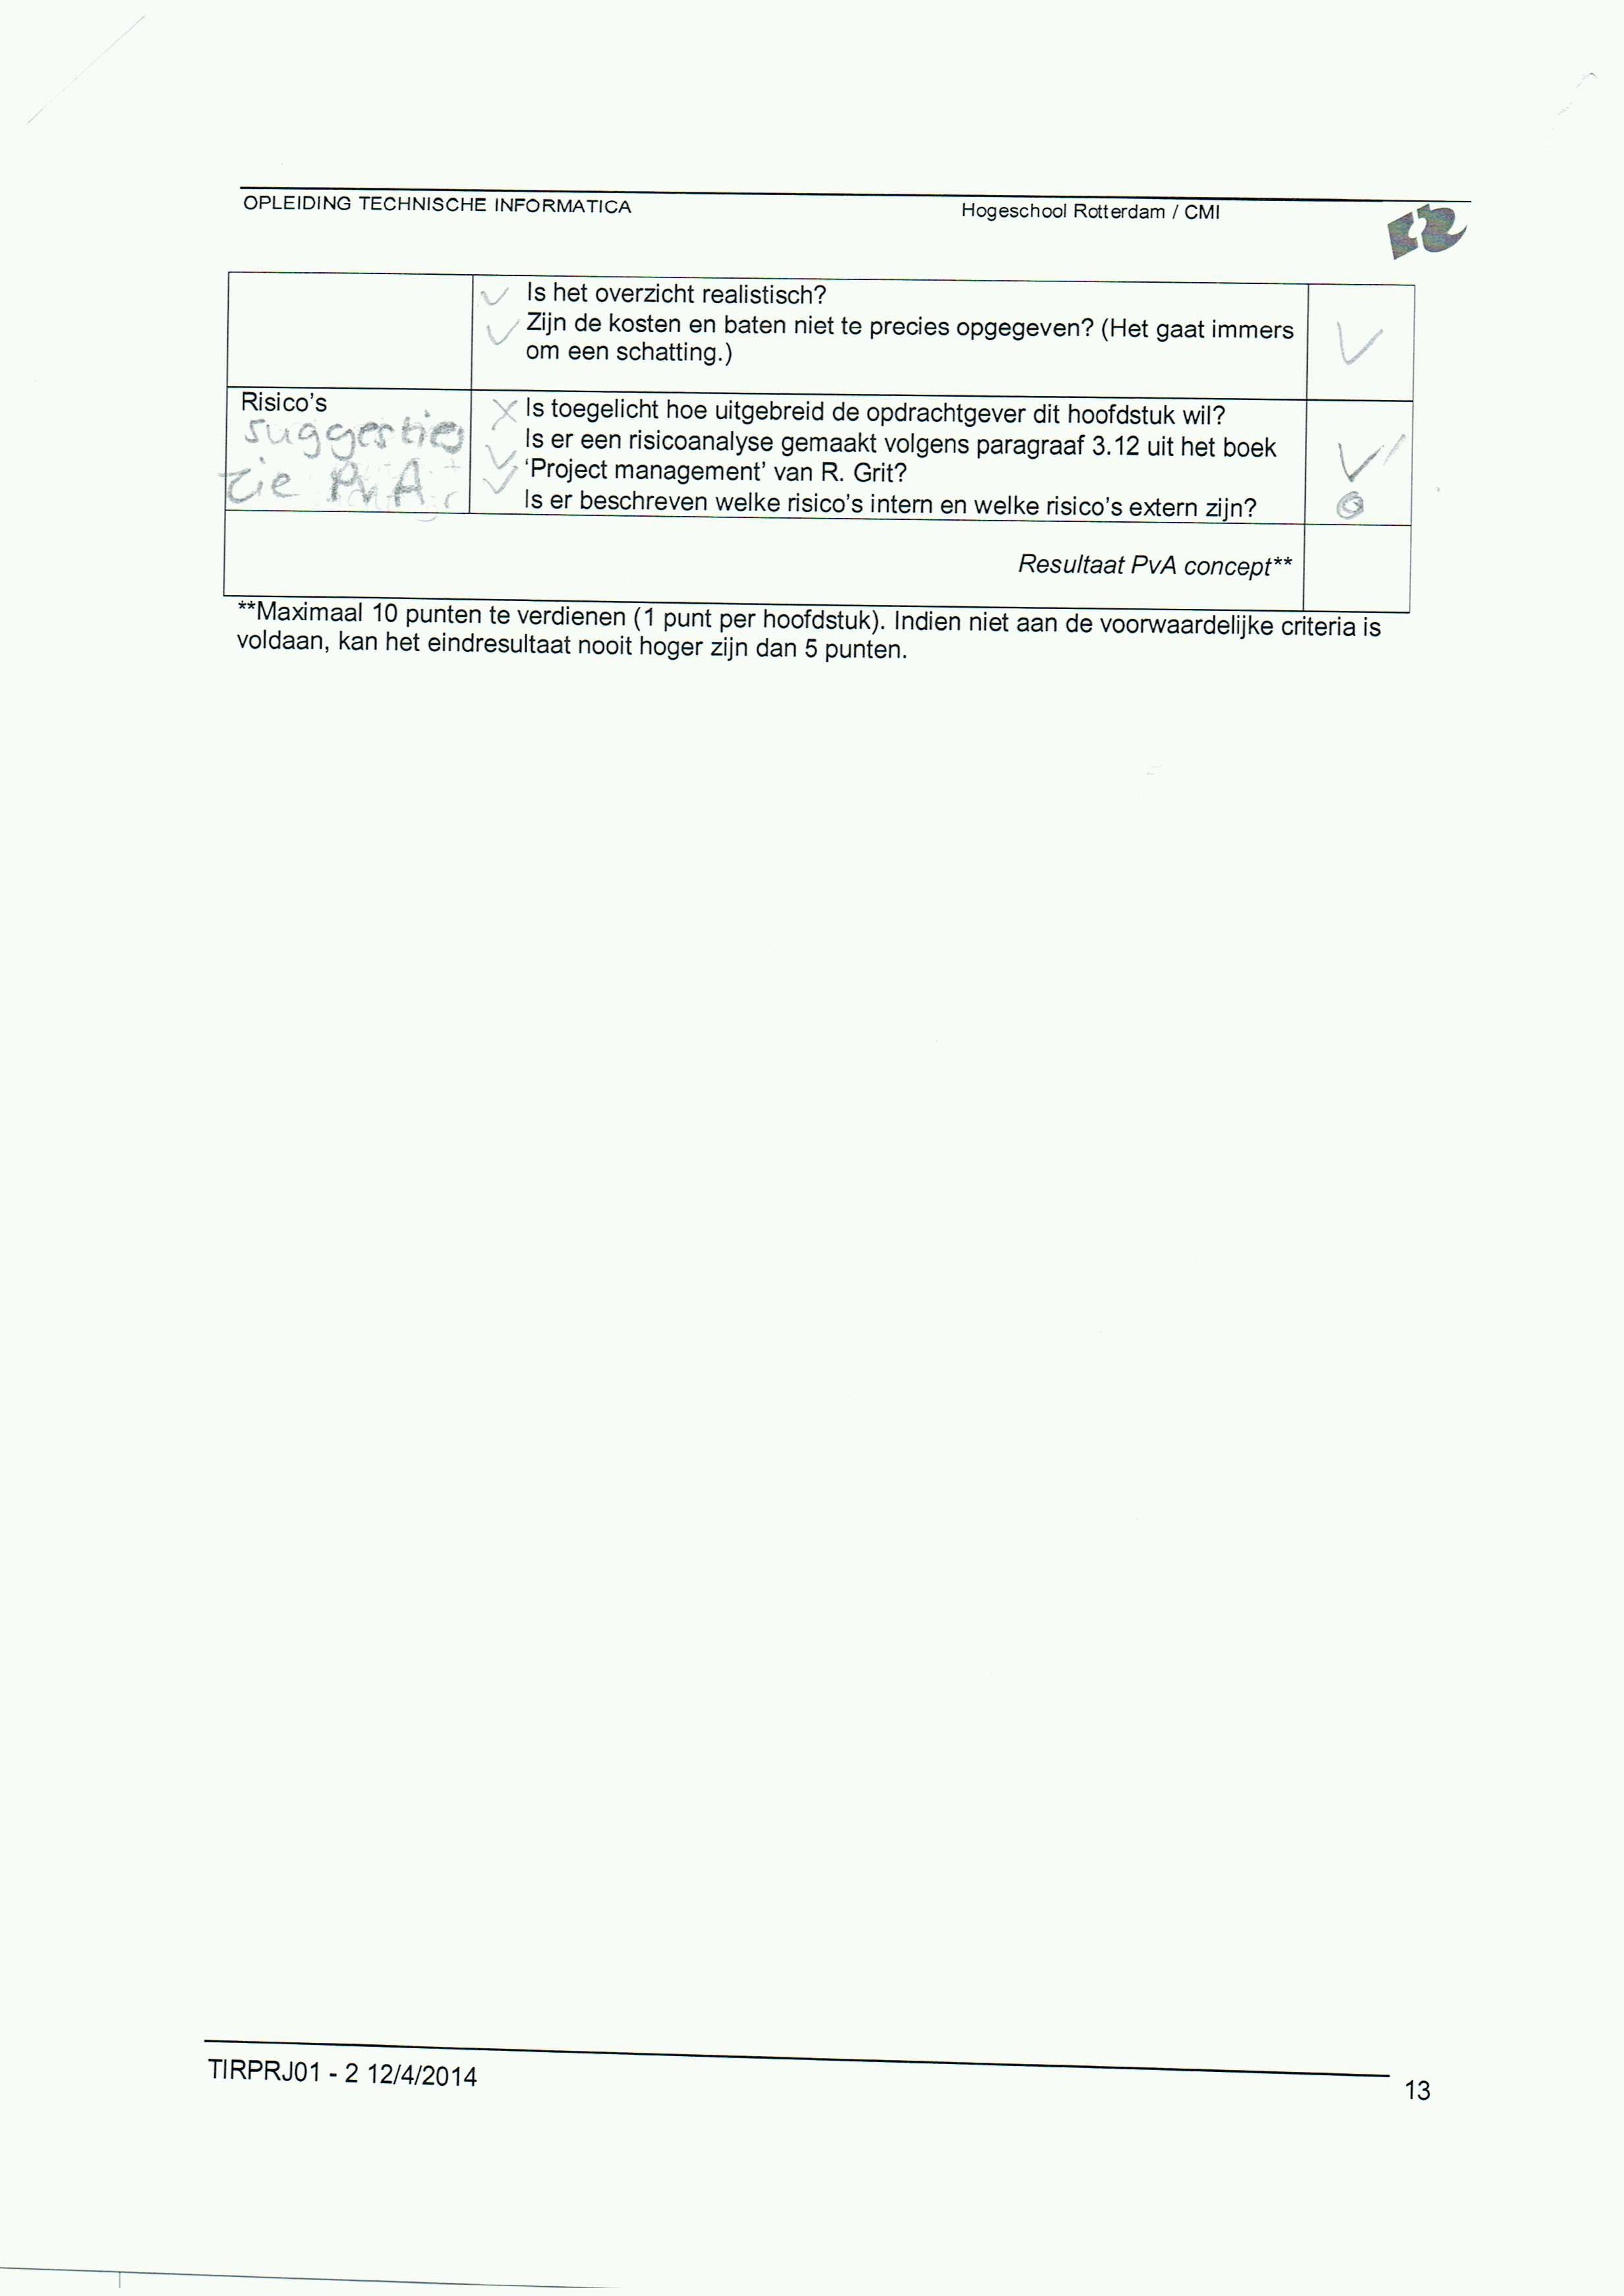 OPLEIDING TECHNISCHE INFORMATICA
Hogeschool Rotterdam / CMI
Is het overzicht realistisch?
Zijn de kosten en baten niet te precies opgegeven? (Het gaat immers
om een schatting.)
Risico's
suggesties
zie PvA
Is toegelicht hoe uitgebreid de opdrachtgever dit hoofdstuk wil?
Is er een risicoanalyse gemaakt volgens paragraaf 3.12 uit het boek
'Project management' van R. Grit?
Is er beschreven welke risico's intern en welke risico's extern zijn?
Resultaat PvA concept**
**Maximaal 10 punten te verdienen (1 punt per hoofdstuk). Indien niet aan de voorwaardelijke criteria is
voldaan, kan het eindresultaat nooit hoger zijn dan 5 punten.
TIRPRJ01 - 2 12/4/2014
13